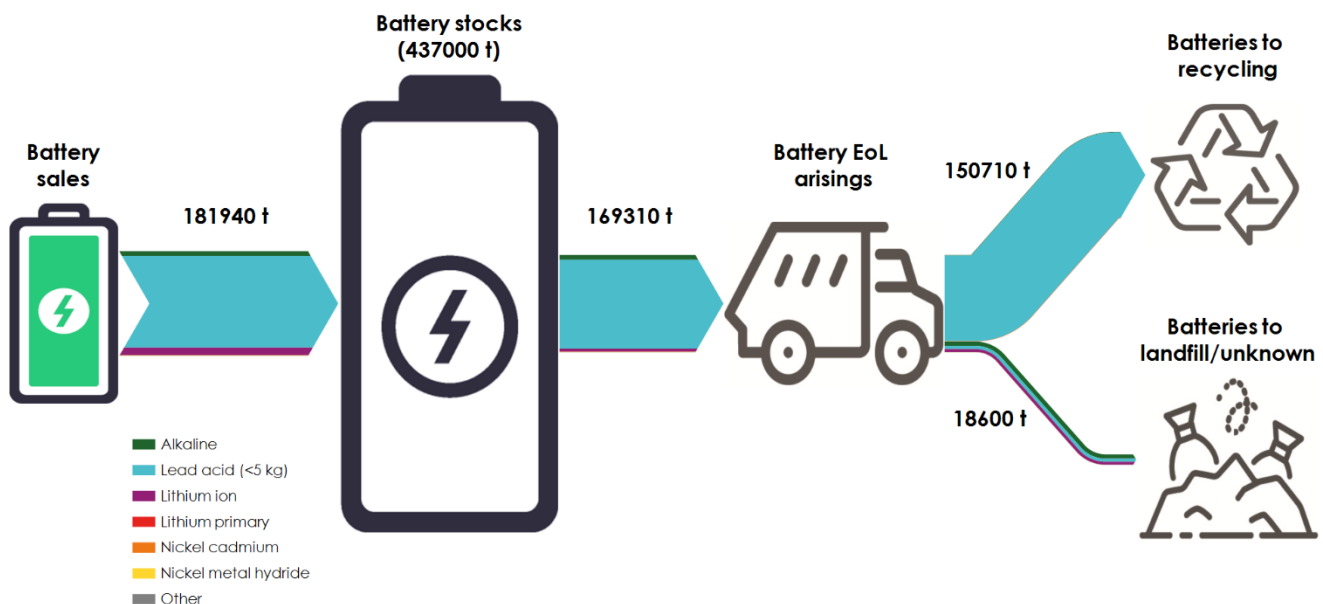 Battery stocks
(437000 t)
Batteries to
recycling
Battery
sales
Battery EoL
arisings
150710 t
181940 t
169310 t
Batteries to
landfill/unknown
18600 t
Alkaline
Lead acid (<5 kg)
Lithium ion
Lithium primary
Nickel cadmium
Nickel metal hydride
Other